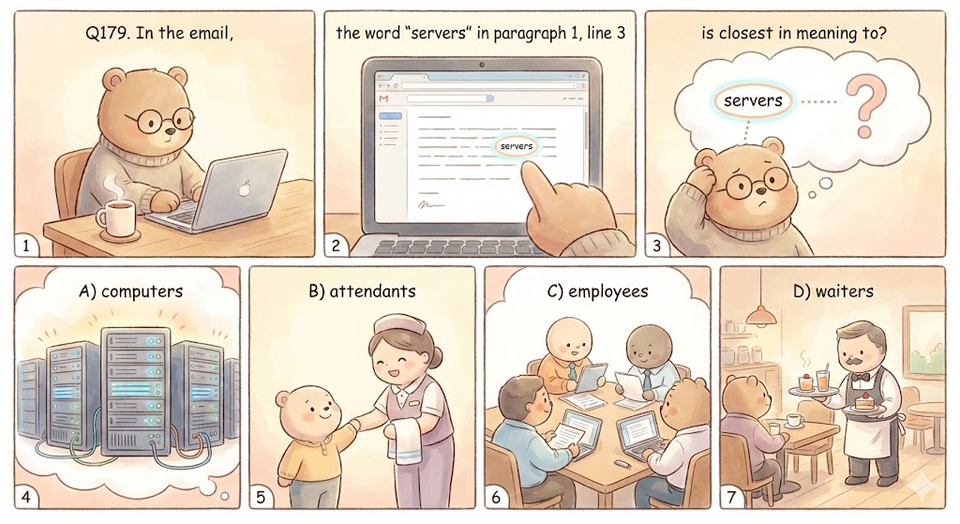 Q179. In the email,
1
the word “servers” in paragraph 1, line 3
servers
2
is closest in meaning to?
servers
?
3
A) computers
4
B) attendants
5
C) employees
6
D) waiters
7